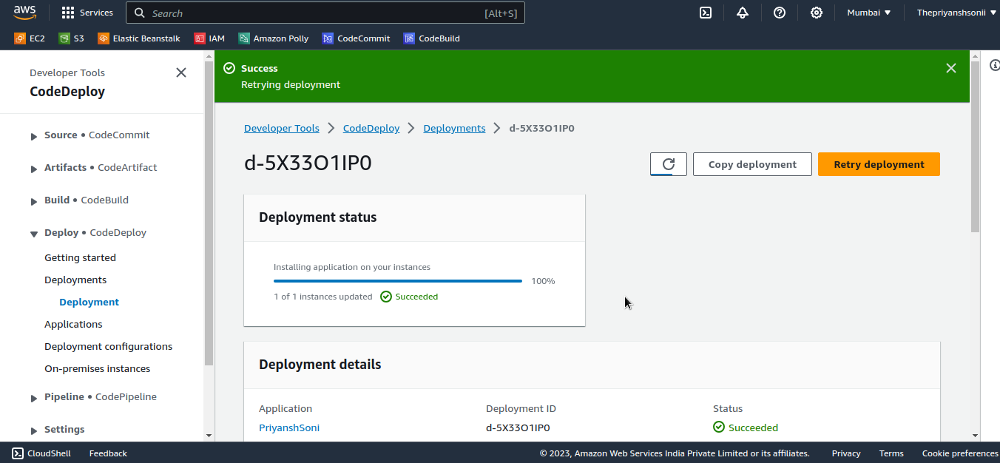 aws
Services
Search
[Alt+S]
Mumbai
Thepriyanshsonii
EC2
S3
Elastic Beanstalk
IAM
Amazon Polly
CodeCommit
CodeBuild
Developer Tools
CodeDeploy
Source • CodeCommit
Artifacts • CodeArtifact
Build • CodeBuild
Deploy • CodeDeploy
Getting started
Deployments
Deployment
Applications
Deployment configurations
On-premises instances
Pipeline • CodePipeline
Settings
Success
Retrying deployment
Developer Tools
CodeDeploy
Deployments
d-5X33O1IP0
d-5X33O1IP0
Copy deployment
Retry deployment
Deployment status
Installing application on your instances
100%
1 of 1 instances updated
Succeeded
Deployment details
Application
Deployment ID
Status
PriyanshSoni
d-5X33O1IP0
Succeeded
CloudShell
Feedback
© 2023, Amazon Web Services India Private Limited or its affiliates.
Privacy
Terms
Cookie preferences